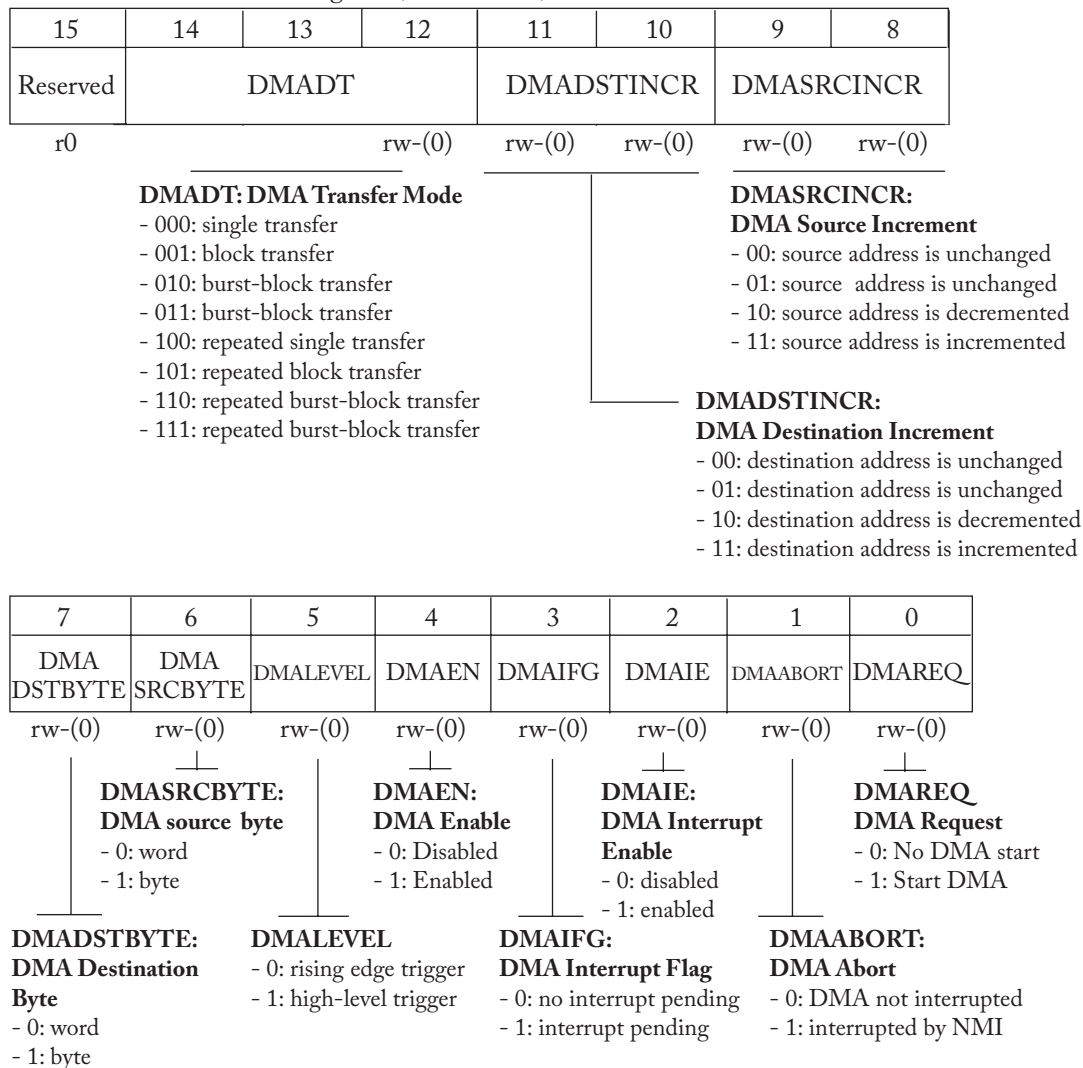 15 14 13 12 11 10 9 8
Reserved DMADT DMADSTINCR DMASRCINCR
r0 rw-(0) rw-(0) rw-(0) rw-(0) rw-(0)
DMADT: DMA Transfer Mode
- 000: single transfer
- 001: block transfer
- 010: burst-block transfer
- 011: burst-block transfer
- 100: repeated single transfer
- 101: repeated block transfer
- 110: repeated burst-block transfer
- 111: repeated burst-block transfer
DMASRCINCR:
DMA Source Increment
- 00: source address is unchanged
- 01: source address is unchanged
- 10: source address is decremented
- 11: source address is incremented
DMADSTINCR:
DMA Destination Increment
- 00: destination address is unchanged
- 01: destination address is unchanged
- 10: destination address is decremented
- 11: destination address is incremented
7 6 5 4 3 2 1 0
DMA DSTBYTE DMA SRCBYTE DMALEVEL DMAEN DMAIFG DMAIE DMAABORT DMAREQ
rw-(0) rw-(0) rw-(0) rw-(0) rw-(0) rw-(0) rw-(0) rw-(0)
DMASRCBYTE:
DMA source byte
- 0: word
- 1: byte
DMAEN:
DMA Enable
- 0: Disabled
- 1: Enabled
DMAIE:
DMA Interrupt
Enable
- 0: disabled
- 1: enabled
DMAREQ
DMA Request
- 0: No DMA start
- 1: Start DMA
DMADSTBYTE:
DMA Destination
Byte
- 0: word
- 1: byte
DMALEVEL
- 0: rising edge trigger
- 1: high-level trigger
DMAIFG:
DMA Interrupt Flag
- 0: no interrupt pending
- 1: interrupt pending
DMAABORT:
DMA Abort
- 0: DMA not interrupted
- 1: interrupted by NMI